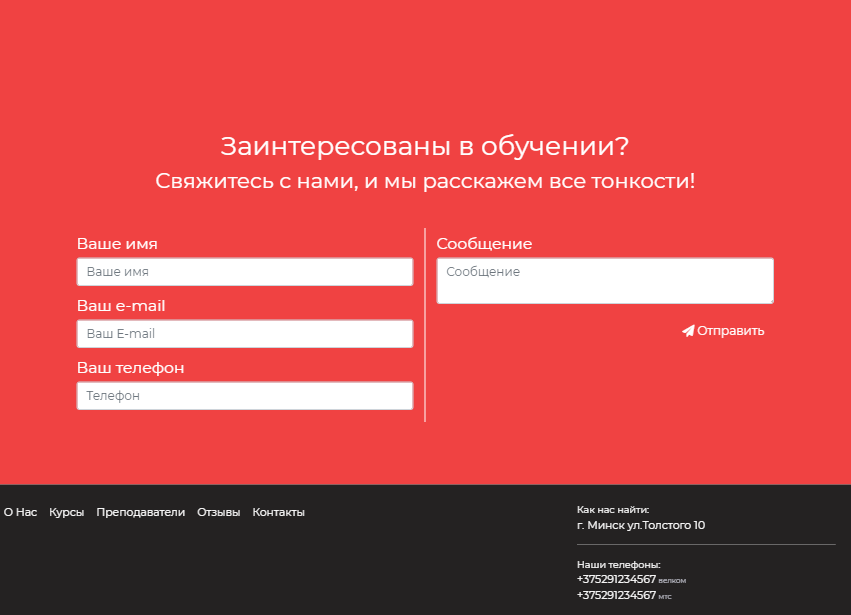 Заинтересованы в обучении?
Свяжитесь с нами, и мы расскажем все тонкости!
Ваше имя
Ваше имя
Ваш e-mail
Ваш E-mail
Ваш телефон
Телефон
Сообщение
Сообщение
Отправить
О Нас Курсы Преподаватели Отзывы Контакты
Как нас найти:
г. Минск ул.Толстого 10
Наши телефоны:
+375291234567 велком
+375291234567 мтс